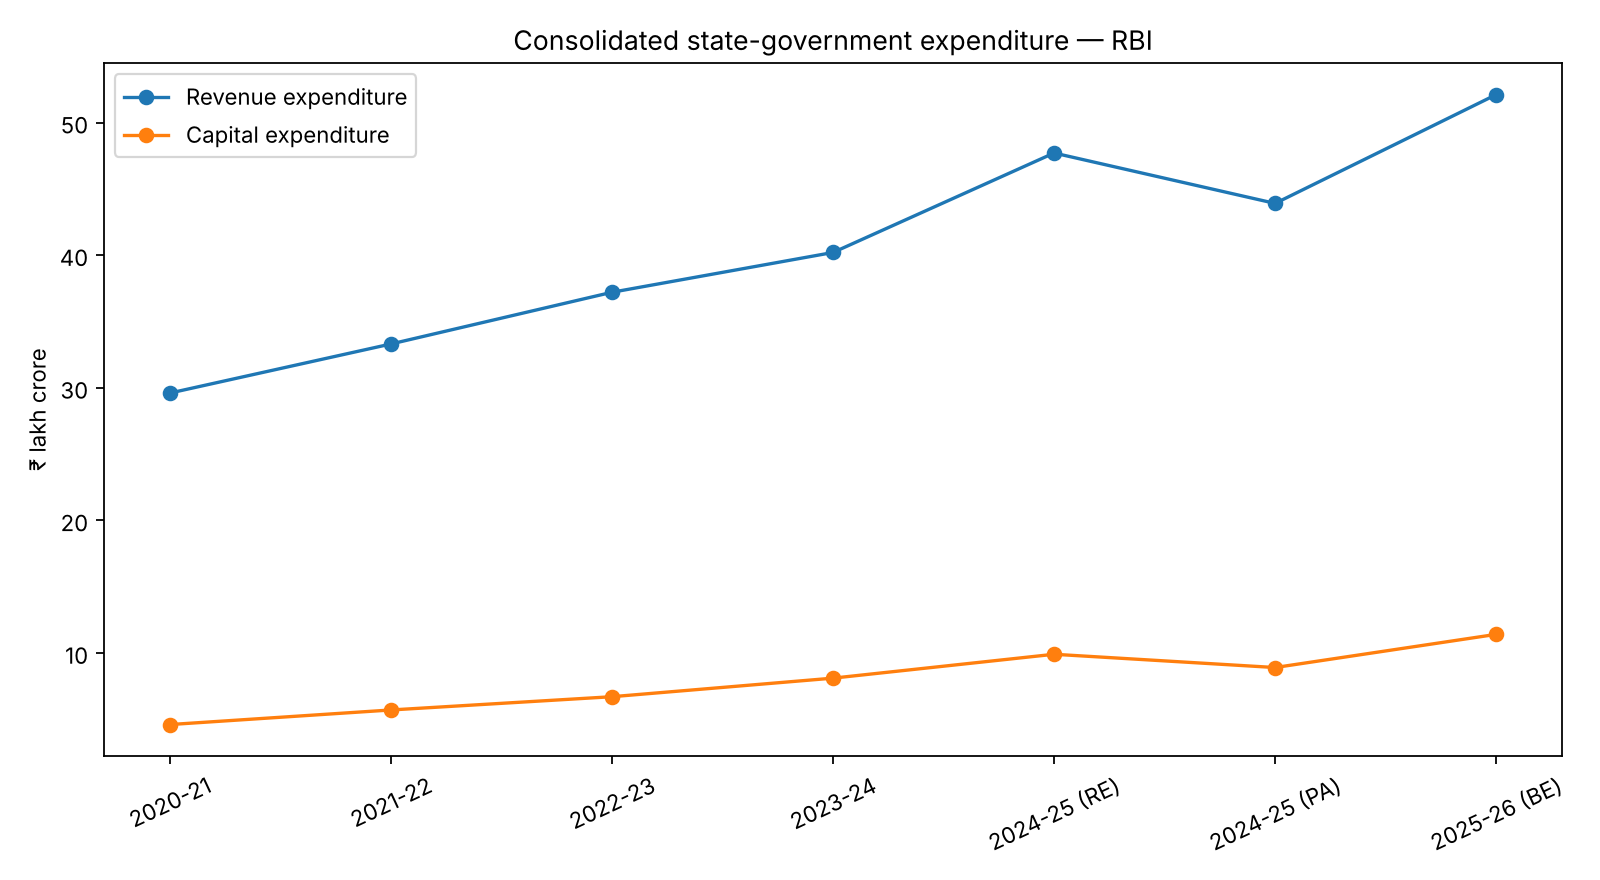 Consolidated state-government expenditure — RBI
Revenue expenditure
Capital expenditure
₹ lakh crore
50
40
30
20
10
2020-21
2021-22
2022-23
2023-24
2024-25 (RE)
2024-25 (PA)
2025-26 (BE)